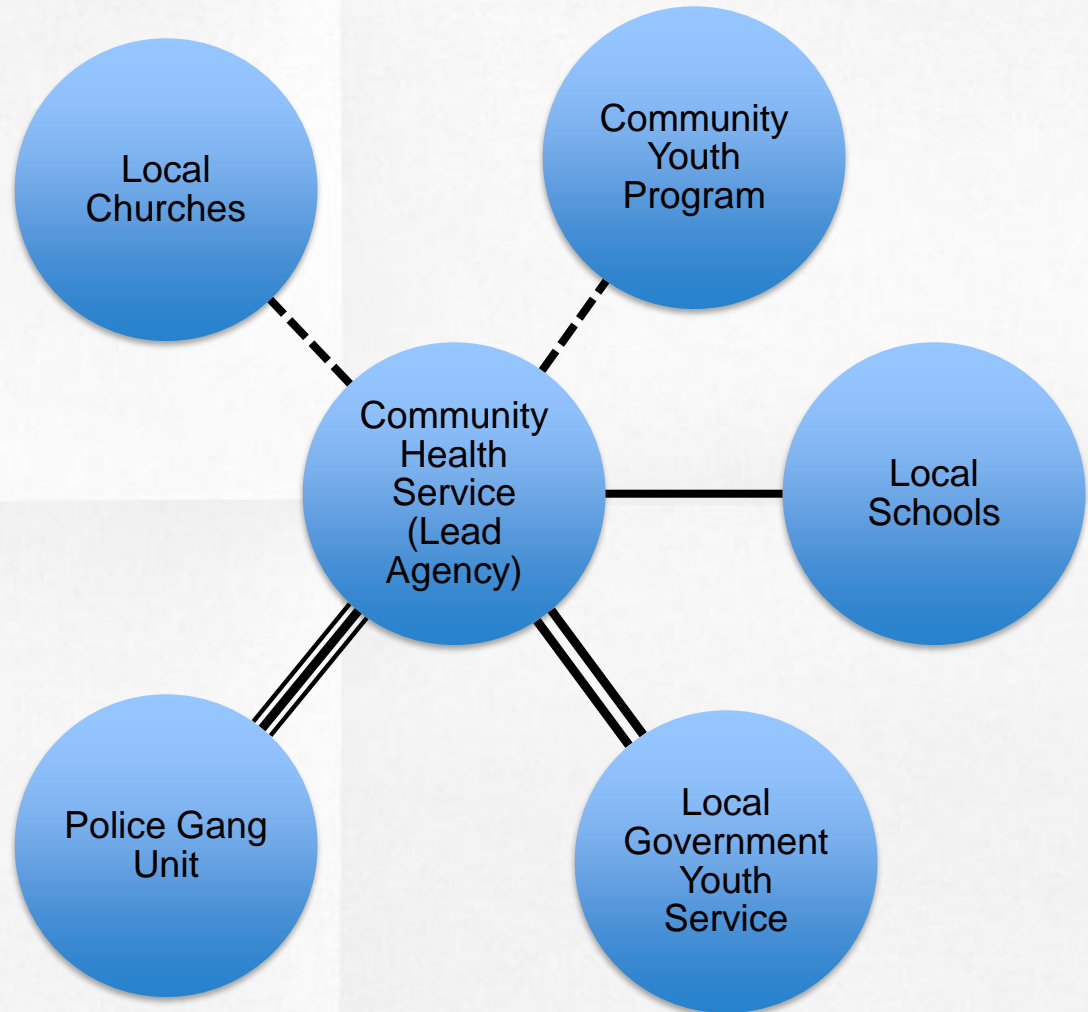 Local
Churches
Community
Youth
Program
Community
Health
Service
(Lead
Agency)
Local
Schools
Police Gang
Unit
Local
Government
Youth
Service